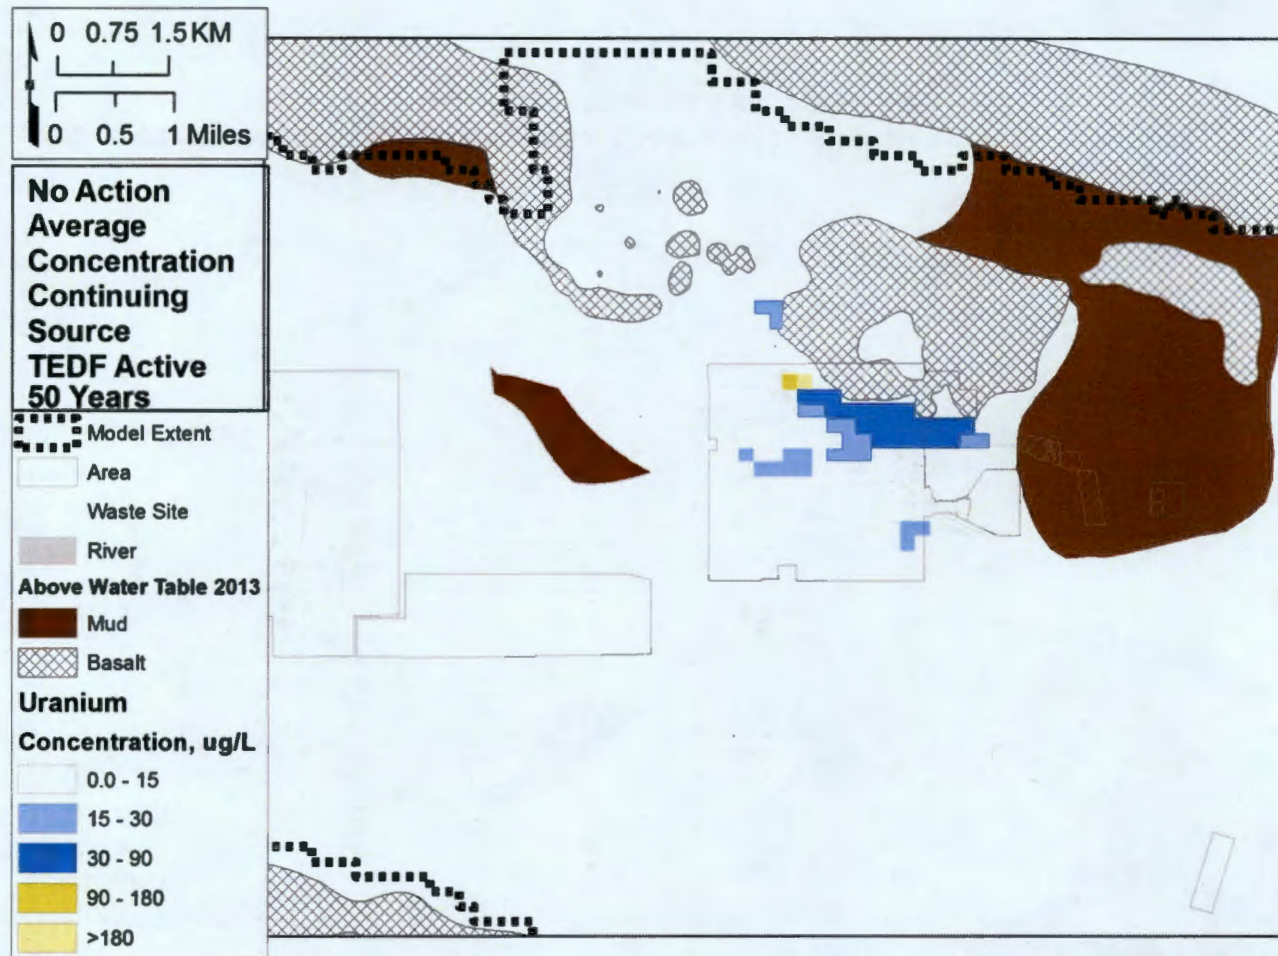 0 0.75 1.5 KM
0 0.5 1 Miles
No Action
Average
Concentration
Continuing
Source
TEDF Active
50 Years
Model Extent
Area
Waste Site
River
Above Water Table 2013
Mud
Basalt
Uranium
Concentration, ug/L
0.0 - 15
15 - 30
30 - 90
90 - 180
>180